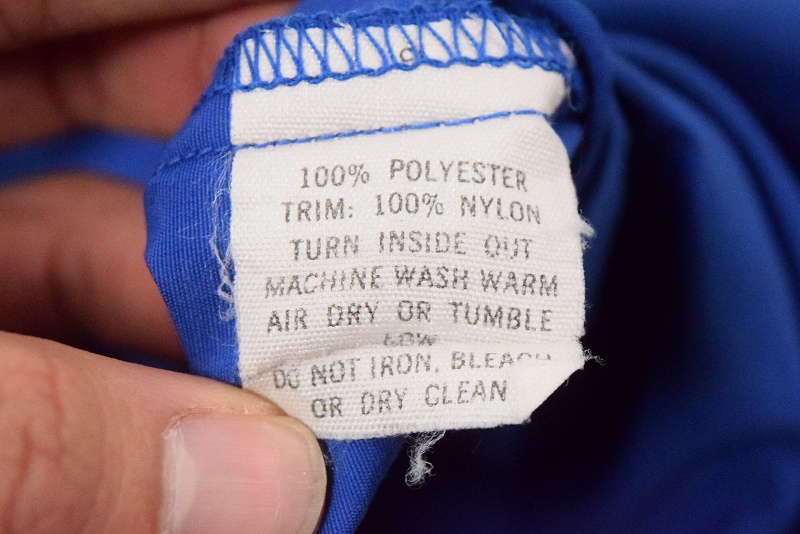 100% POLYESTER
TRIM: 100% NYLON
TURN INSIDE OUT
MACHINE WASH WARM
AIR DRY OR TUMBLE
LOW
DO NOT IRON, BLEACH
OR DRY CLEAN